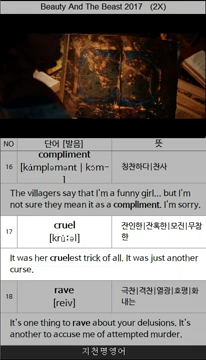 Beauty And The Beast 2017 (2X)
NO 단어 [발음] 뜻
16 compliment 칭찬하다|찬사
[kámpləmənt | kɔ́m-
]
The villagers say that I'm a funny girl... but I'm
not sure they mean it as a compliment. I'm sorry.
17 cruel 잔인한|잔혹한|모진|무참
[krúːəl] 한
It was her cruelest trick of all. It was just another
curse.
18 rave 극찬|격찬|열광|호평|화
[reiv] 내는
It's one thing to rave about your delusions. It's
another to accuse me of attempted murder.
지천명영어